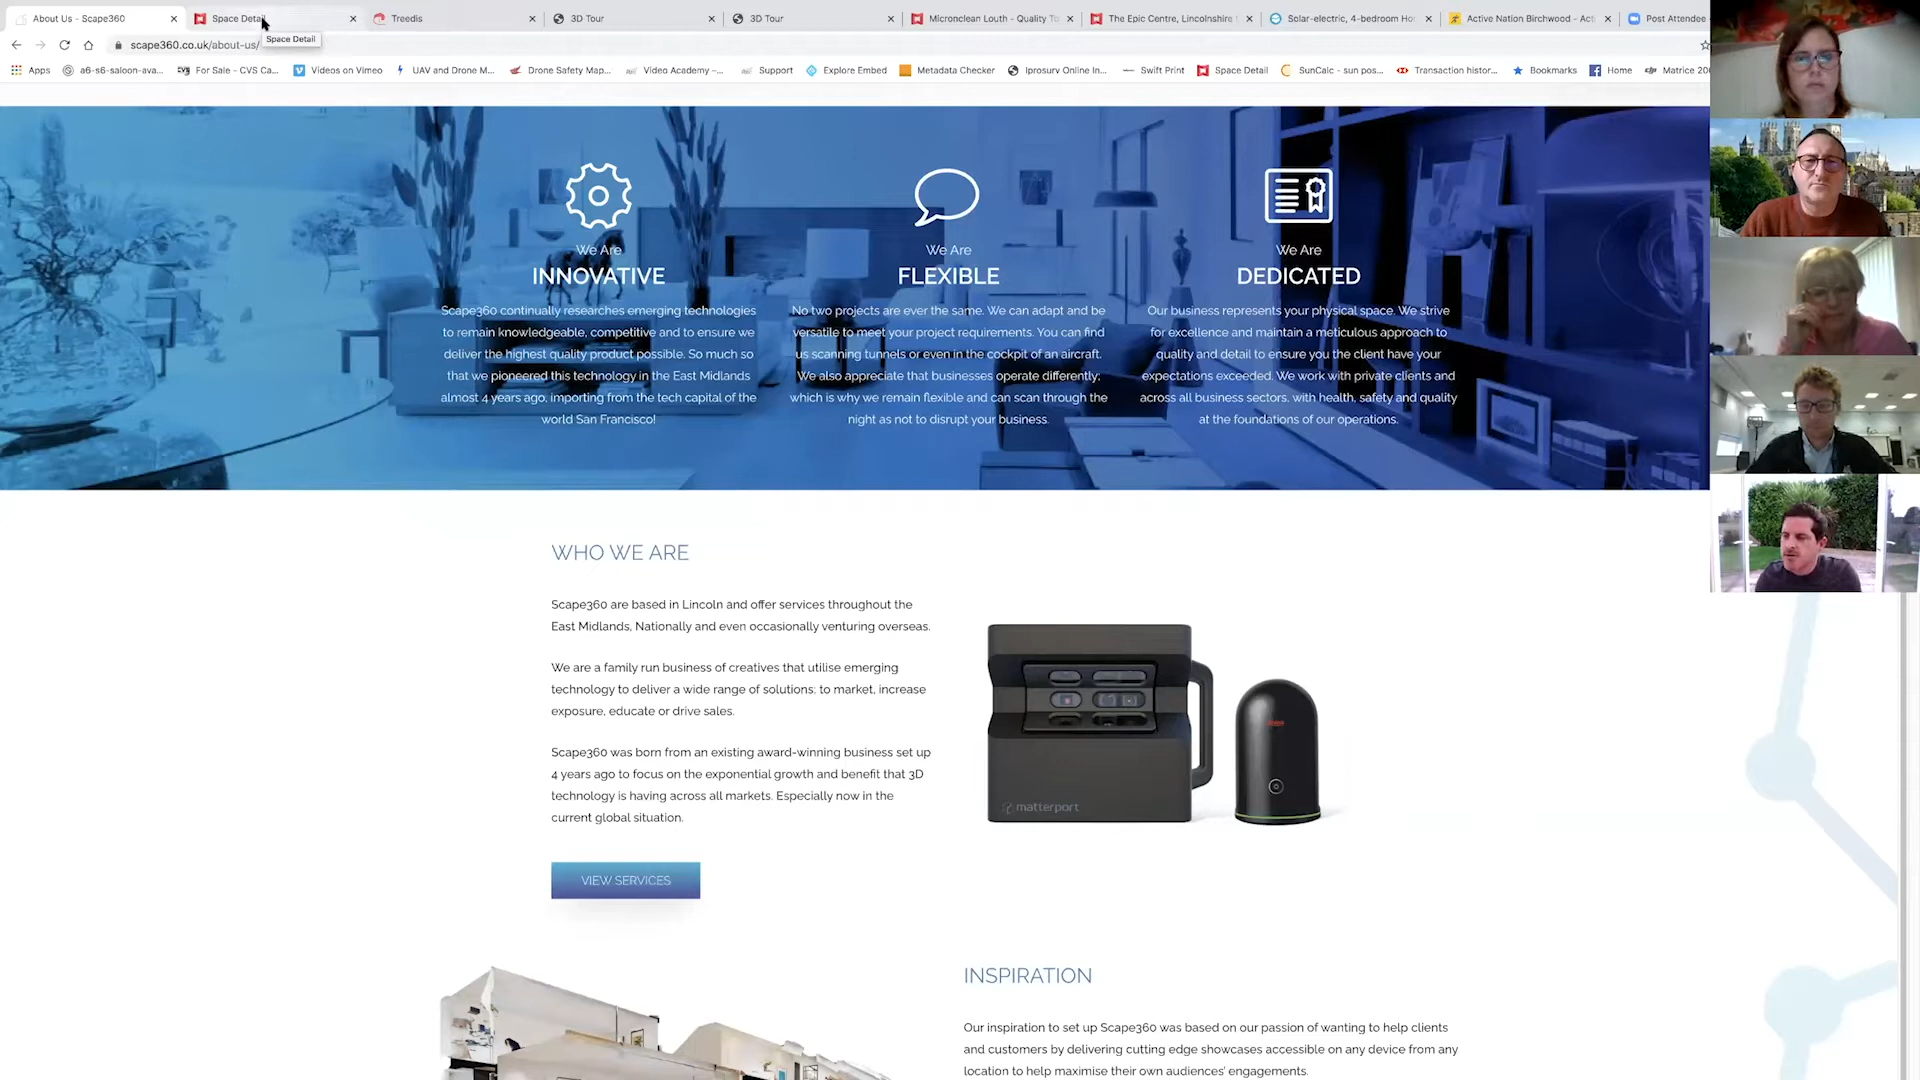 About Us - Scape360
Space Detail
Treedis
3D Tour
3D Tour
Micronclean Louth - Quality To
The Epic Centre, Lincolnshire
Solar-electric, 4-bedroom Ho
Active Nation Birchwood - Act
Post Attendee
Space Detail
scape360.co.uk/about-us/
Apps
a6-s6-saloon-ava...
For Sale - CVS Ca...
Videos on Vimeo
UAV and Drone M...
Drone Safety Map...
Video Academy –...
Support
Explore Embed
Metadata Checker
Iprosurv Online In...
Swift Print
Space Detail
SunCalc - sun pos...
Transaction histor...
Bookmarks
Home
Matrice 20
We Are
INNOVATIVE
Scape360 continually researches emerging technologies
to remain knowledgeable, competitive and to ensure we
deliver the highest quality product possible. So much so
that we pioneered this technology in the East Midlands
almost 4 years ago, importing from the tech capital of the
world San Francisco!
We Are
FLEXIBLE
No two projects are ever the same. We can adapt and be
versatile to meet your project requirements. You can find
us scanning tunnels or even in the cockpit of an aircraft.
We also appreciate that businesses operate differently;
which is why we remain flexible and can scan through the
night as not to disrupt your business.
We Are
DEDICATED
Our business represents your physical space. We strive
for excellence and maintain a meticulous approach to
quality and detail to ensure you the client have your
expectations exceeded. We work with private clients and
across all business sectors, with health, safety and quality
at the foundations of our operations.
WHO WE ARE
Scape360 are based in Lincoln and offer services throughout the
East Midlands, Nationally and even occasionally venturing overseas.
We are a family run business of creatives that utilise emerging
technology to deliver a wide range of solutions: to market, increase
exposure, educate or drive sales.
Scape360 was born from an existing award-winning business set up
4 years ago to focus on the exponential growth and benefit that 3D
technology is having across all markets. Especially now in the
current global situation.
matterport
VIEW SERVICES
INSPIRATION
Our inspiration to set up Scape360 was based on our passion of wanting to help clients
and customers by delivering cutting edge showcases accessible on any device from any
location to help maximise their own audiences' engagements.